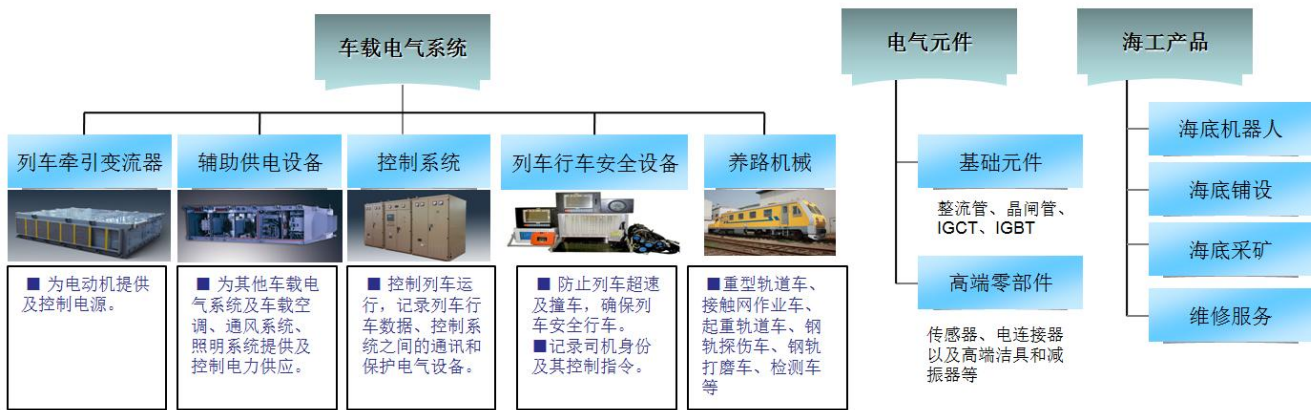 车载电气系统
电气元件
海工产品
列车牵引变流器
辅助供电设备
控制系统
列车行车安全设备
养路机械
■ 为电动机提供
及控制电源。
■ 为其他车载电
气系统及车载空
调、通风系统、
照明系统提供及
控制电力供应。
■ 控制列车运
行，记录列车行
车数据、控制系
统之间的通讯和
保护电气设备。
■ 防止列车超速
及撞车，确保列
车安全行车。
■记录司机身份
及其控制指令。
■重型轨道车、
接触网作业车、
起重轨道车、钢
轨探伤车、钢轨
打磨车、检测车
等
基础元件
整流管、晶闸管、
IGCT、IGBT
高端零部件
传感器、电连接器
以及高端洁具和减
振器等
海底机器人
海底铺设
海底采矿
维修服务